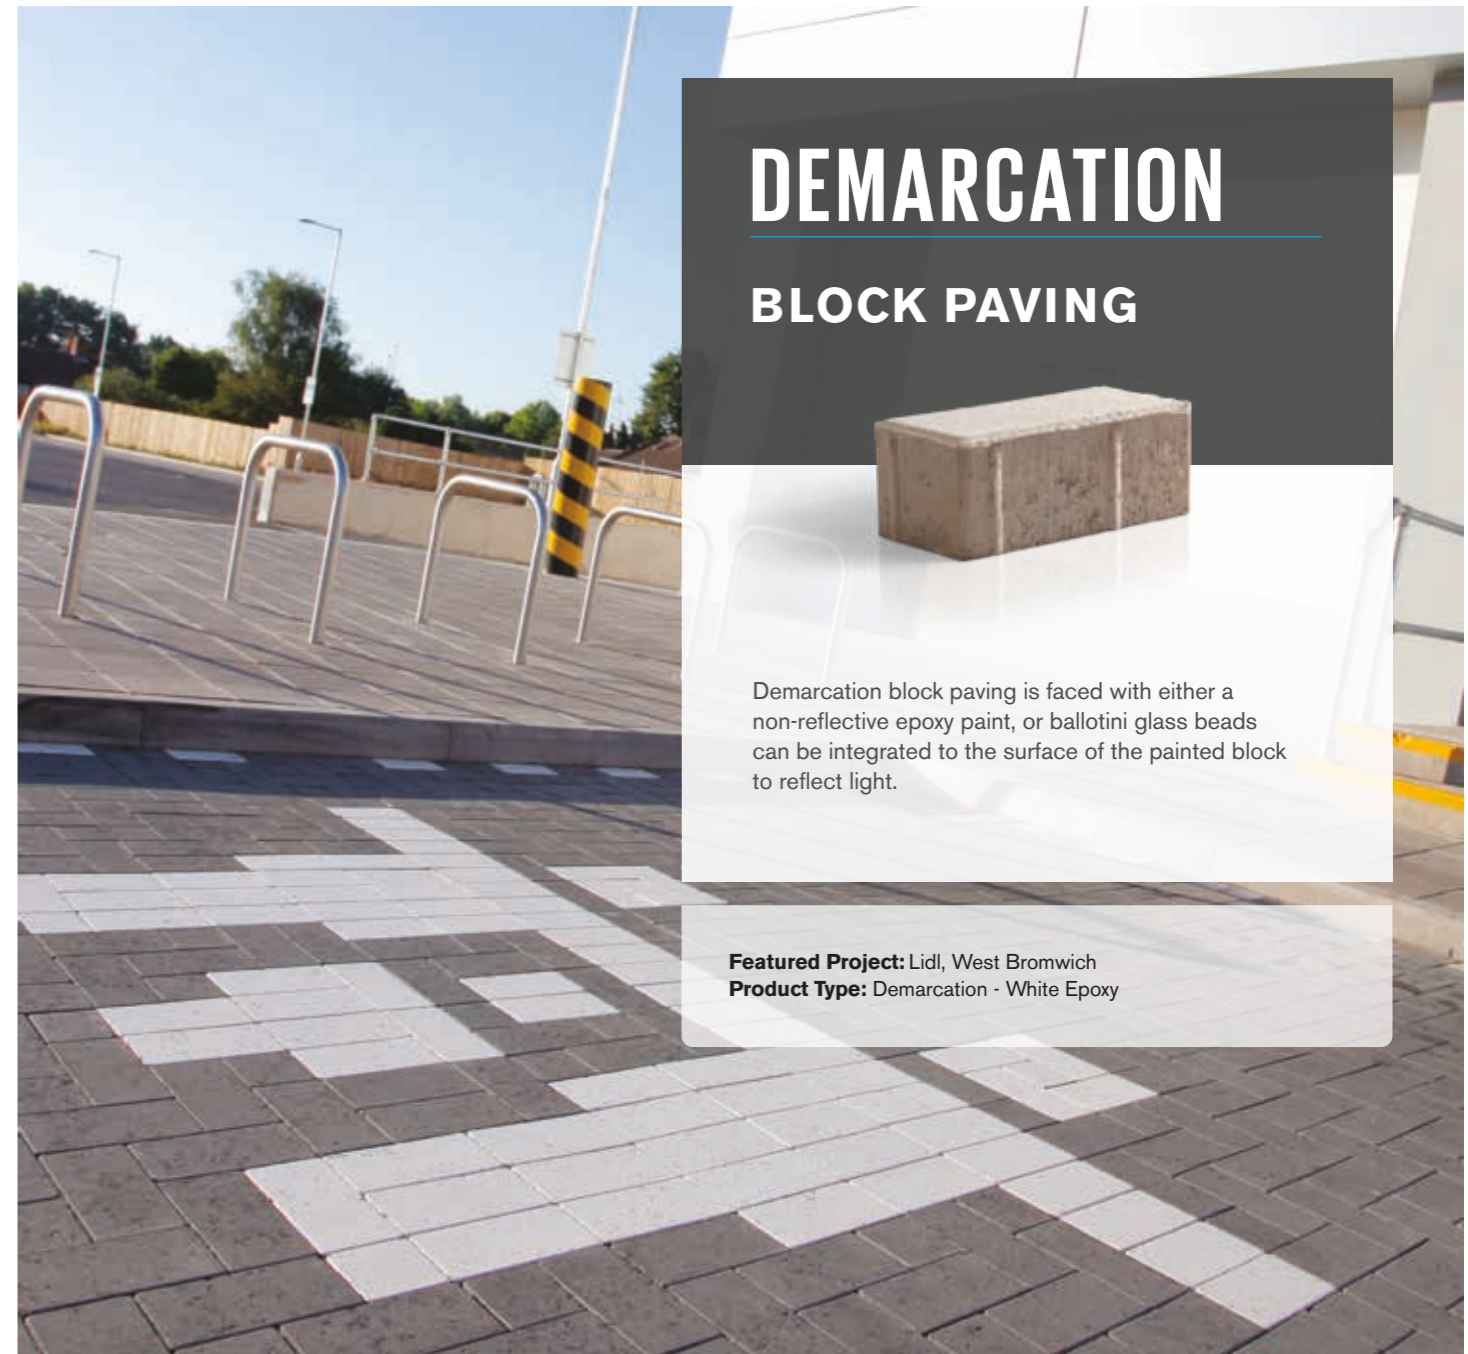 DEMARCATION
BLOCK PAVING
Demarcation block paving is faced with either a
non-reflective epoxy paint, or ballotini glass beads
can be integrated to the surface of the painted block
to reflect light.
Featured Project: Lidl, West Bromwich
Product Type: Demarcation - White Epoxy